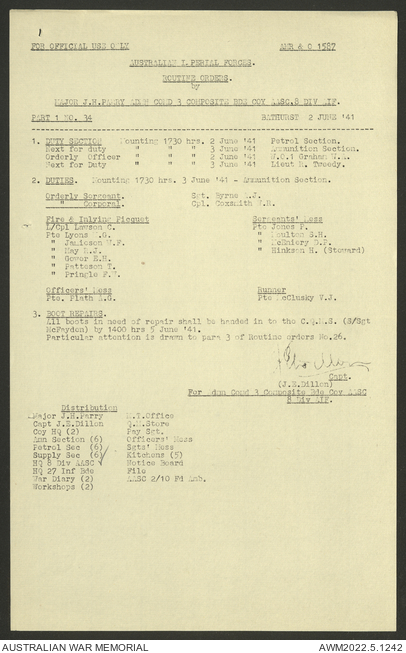 1
FOR OFFICIAL USE ONLY AMR & O 1587
AUSTRALIAN I PERIAL FORCES.
ROUTINE ORDERS.
by
MAJOR J.H.PARRY ADMN COMD 3 COMPOSITE BDE COY AASC.8 DIV AIF.
PART 1 NO. 34 BATHURST 2 JUNE '41
1. DUTY SECTION Mounting 1730 hrs. 2 June '41 Petrol Section.
Next for duty " " " 3 June '41 Ammunition Section.
Orderly Officer " " " 2 June '41 W.O.1 Graham
Next for Duty " " " 3 June '41 Lieut Tweedy.
2. DUTIES. Mounting 1730 hrs. 3 June '41 - Ammunition Section.
Orderly Sergeant. Sgt. Byrne W.J.
" Corporal. Cpl. Coxsmith
Fire & Inlying Picquet Sergeants' Mess
L/Cpl Lawson C. Pte Jones P.
Pte Lyons " Moulton S.H.
" Jamieson W.F. " McEniery D.P.
" May " Hinkson H. (Steward)
" Gower E.H.
" Patteson T.
" Pringle F.W.
Officers' Mess Runner
Pte. Plath A.G. Pte McClusky V.J.
3. BOOT REPAIRS.
All boots in need of repair shall be handed in to the C.Q.M.S. (S/Sgt
McFayden) by 1400 hrs 5 June '41.
Particular attention is drawn to para 3 of Routine orders No.26.
Capt.
(J.E.Dillon)
For Admn Comd 3 Composite Bde Coy AASC
8 Div AIF.
Distribution
Major J.H.Parry M.T.Office
Capt J.E.Dillon Q.M.Store
Coy HQ (2) Pay Sgt.
Amn Section (6) Officers' Mess
Petrol Sec (6) Sgts' Mess
Supply Sec (6) Kitchens (5)
HQ 8 Div AASC Notice Board
HQ 27 Inf Bde File
War Diary (2) AASC 2/10 Fd Amb.
Workshops (2)
AUSTRALIAN WAR MEMORIAL AWM2022.5.1242